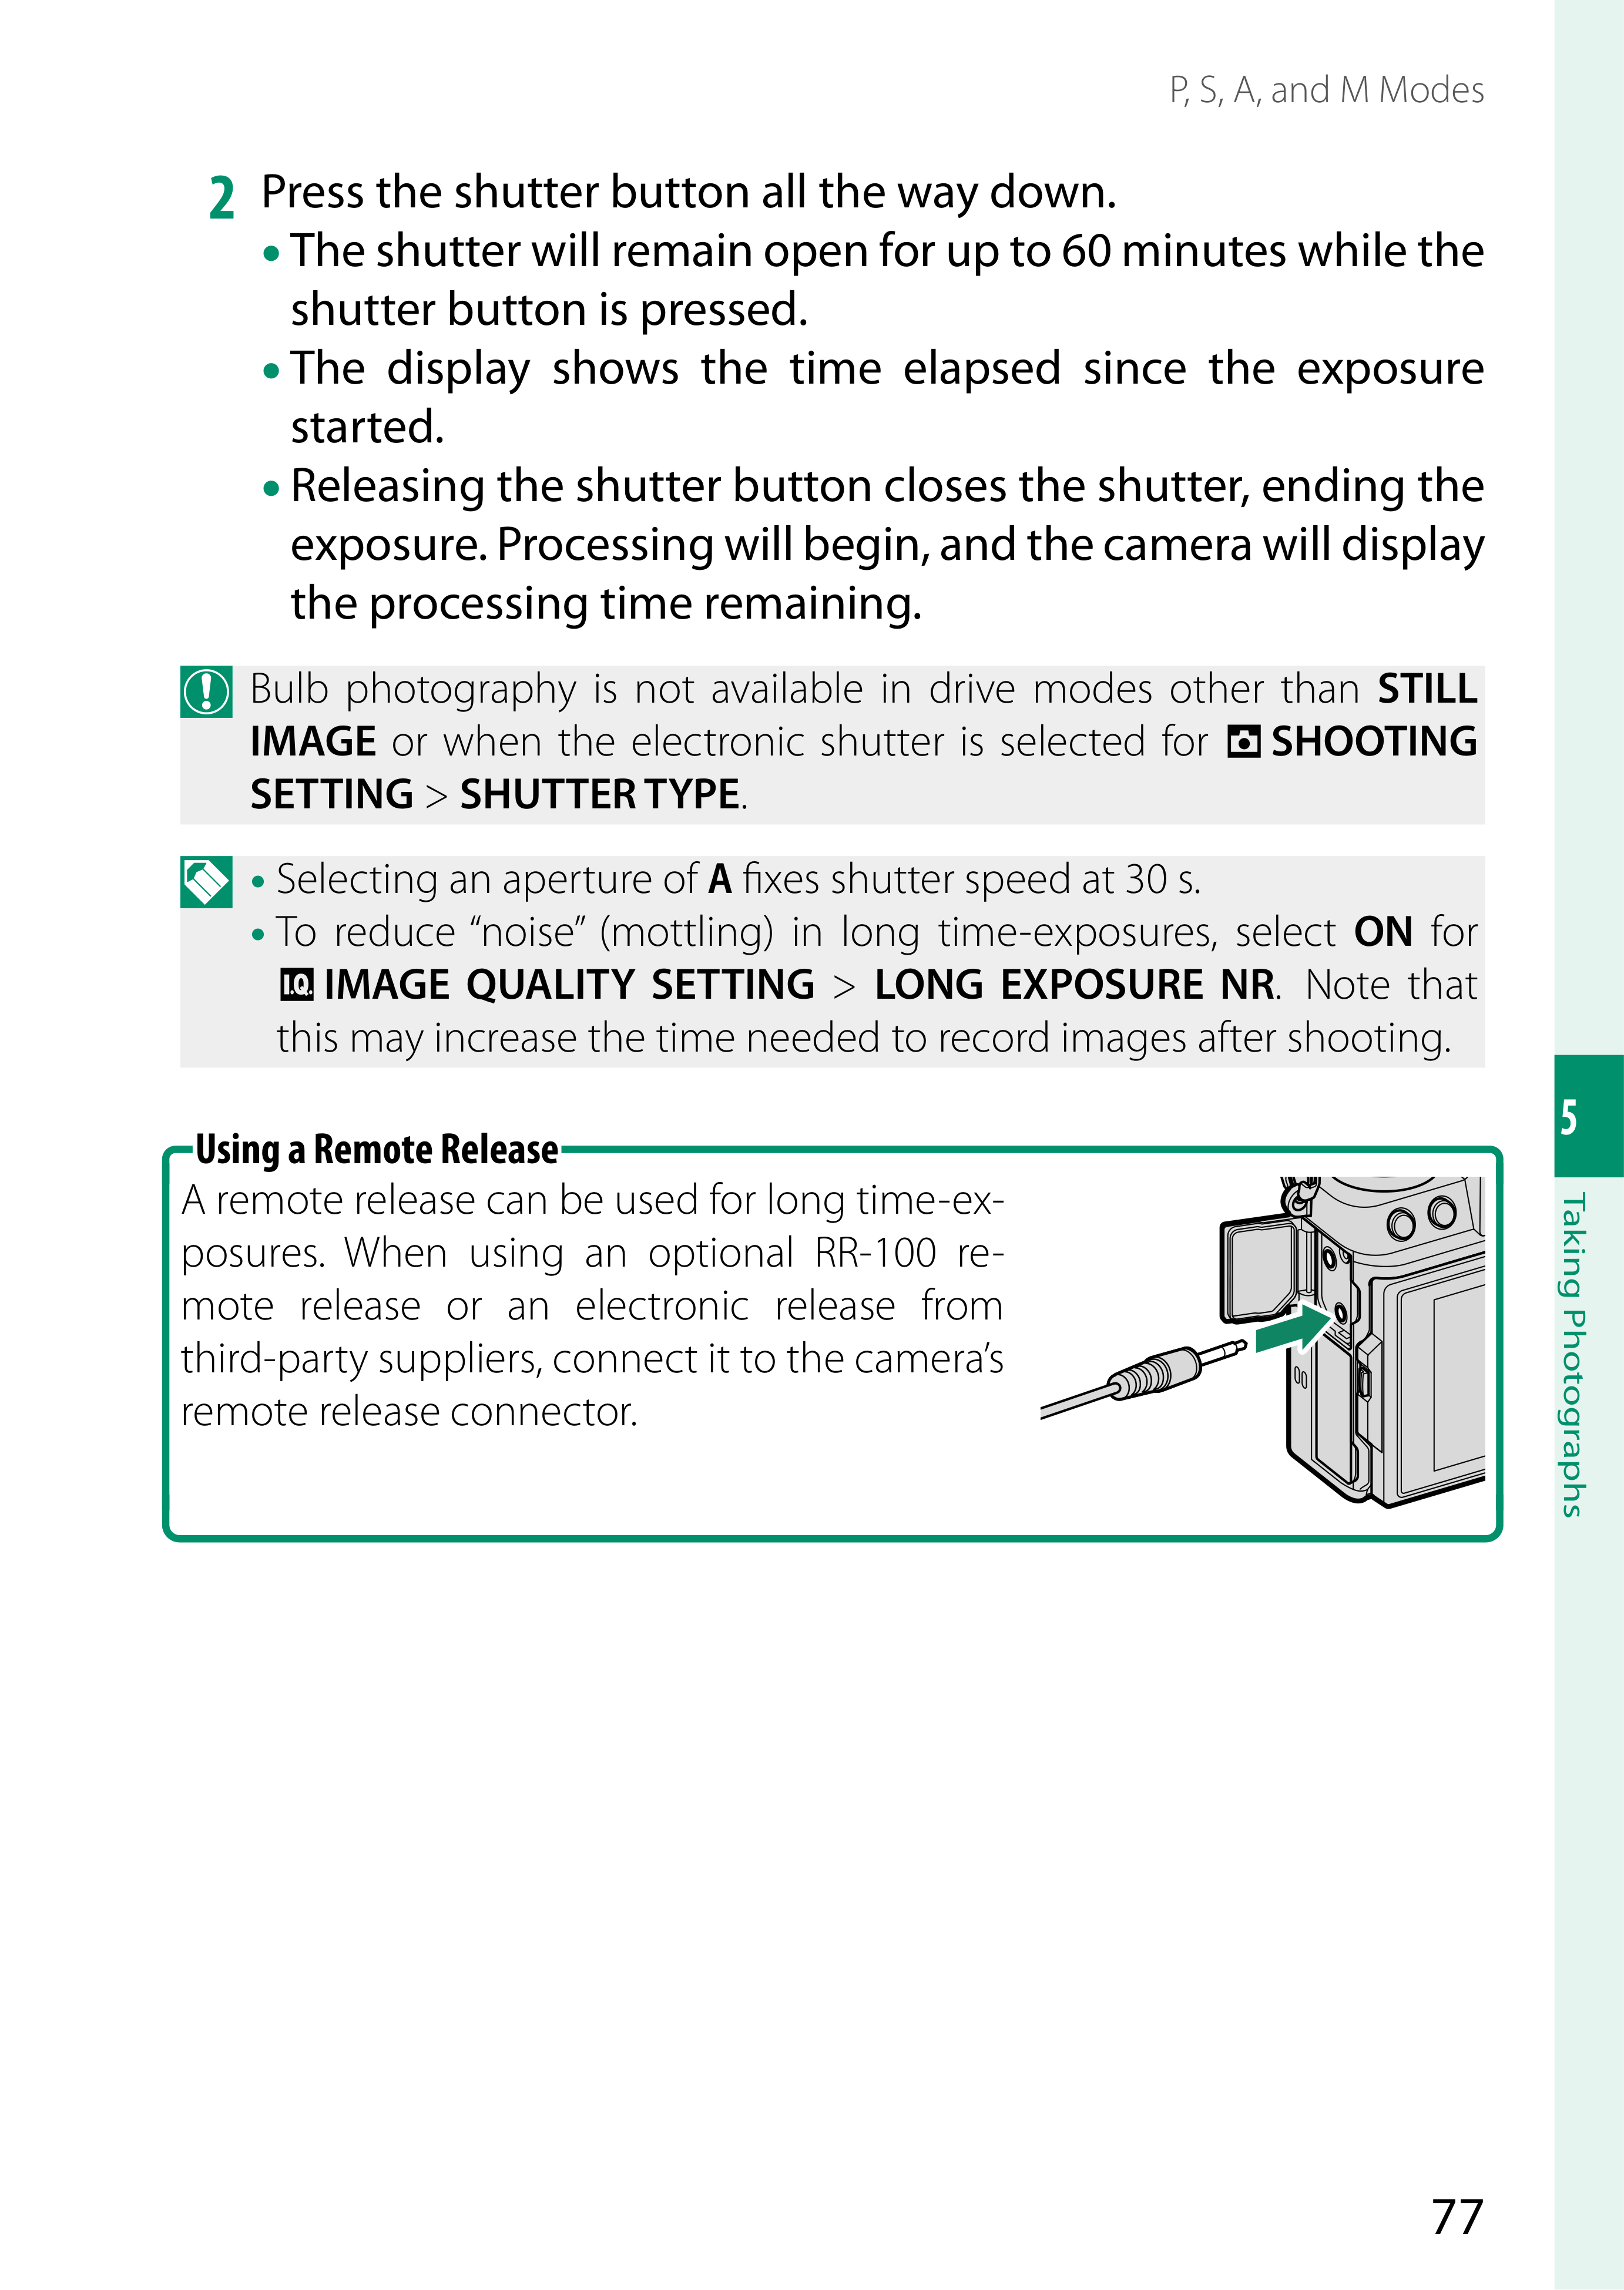 P, S, A, and M Modes
2 Press the shutter button all the way down.
• The shutter will remain open for up to 60 minutes while the
shutter button is pressed.
• The display shows the time elapsed since the exposure
started.
• Releasing the shutter button closes the shutter, ending the
exposure. Processing will begin, and the camera will display
the processing time remaining.
Bulb photography is not available in drive modes other than STILL
IMAGE or when the electronic shutter is selected for SHOOTING
SETTING > SHUTTER TYPE.
• Selecting an aperture of A fixes shutter speed at 30 s.
• To reduce “noise” (mottling) in long time-exposures, select ON for
I.Q. IMAGE QUALITY SETTING > LONG EXPOSURE NR. Note that
this may increase the time needed to record images after shooting.
Using a Remote Release
A remote release can be used for long time-ex-
posures. When using an optional RR-100 re-
mote release or an electronic release from
third-party suppliers, connect it to the camera’s
remote release connector.
5
Taking Photographs
77